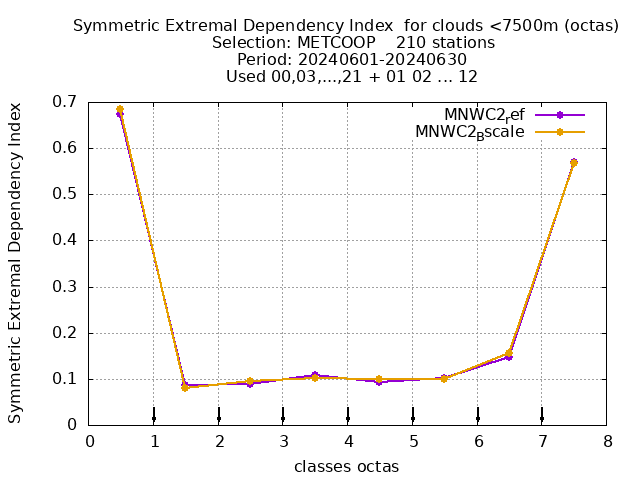 Symmetric Extremal Dependency Index  for clouds <7500m (octas)
Selection: METCOOP    210 stations
Period: 20240601-20240630
Used 00,03,...,21 + 01 02 ... 12
MNWC2ref
MNWC2Bscale
Symmetric Extremal Dependency Index
0.7
0.6
0.5
0.4
0.3
0.2
0.1
0
0 1 2 3 4 5 6 7 8
classes octas